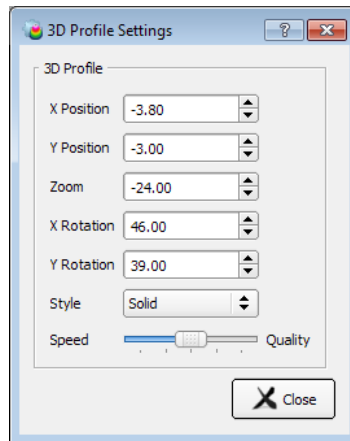 3D Profile Settings ?
3D Profile
X Position -3.80
Y Position -3.00
Zoom -24.00
X Rotation 46.00
Y Rotation 39.00
Style Solid
Speed Quality
Close